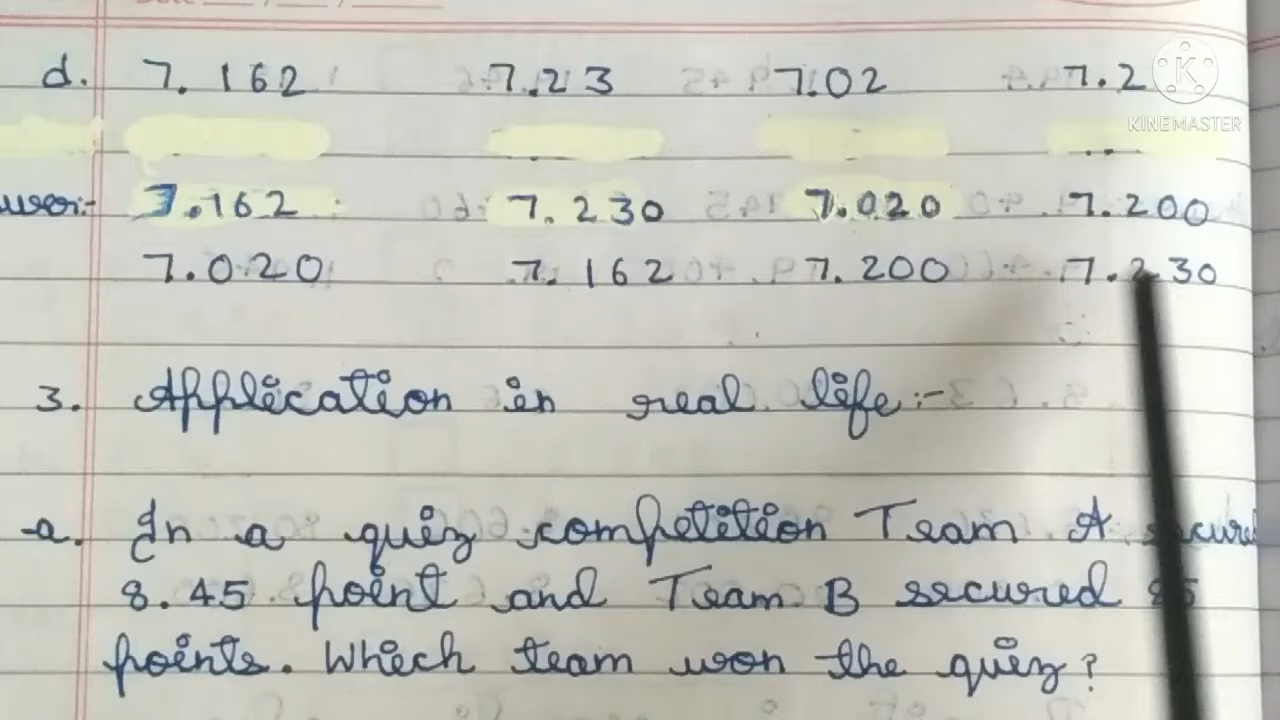 d. 7.162 7.23 7.02 7.2
KINEMASTER
7.162 7.230 7.020 7.200
7.020 7.162 7.200 7.230
3. Application in real life:-
a. In a quiz competition Team A
8.45 point and Team B secured
points. Which team won the quiz?